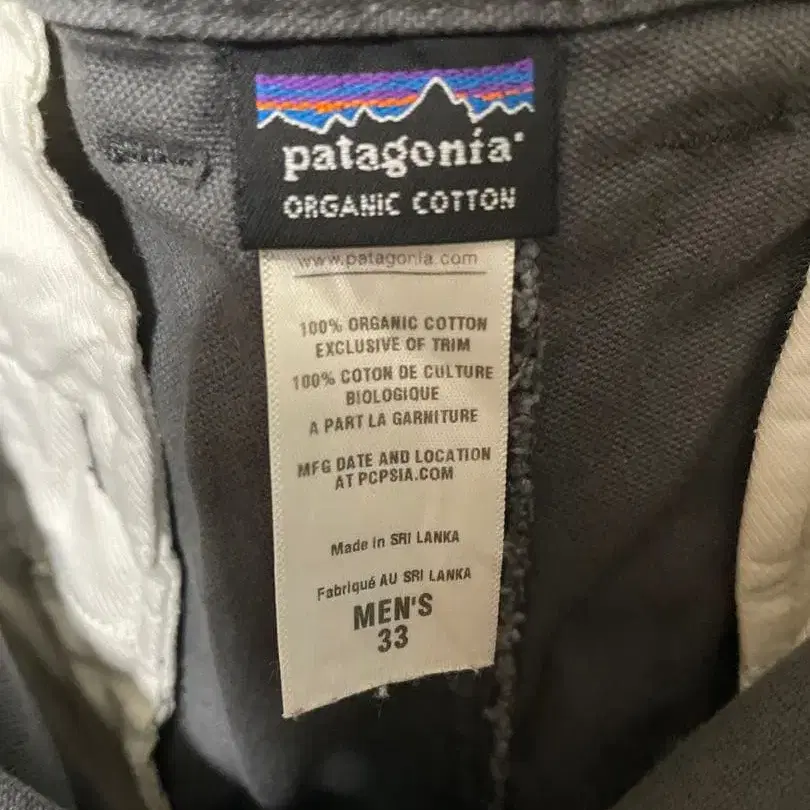 patagonia®
ORGANIC COTTON
www.patagonia.com
100% ORGANIC COTTON
EXCLUSIVE OF TRIM
100% COTON DE CULTURE
BIOLOGIQUE
A PART LA GARNITURE
MFG DATE AND LOCATION
AT PCPSIA.COM
Made in SRI LANKA
Fabriqué AU SRI LANKA
MEN'S
33